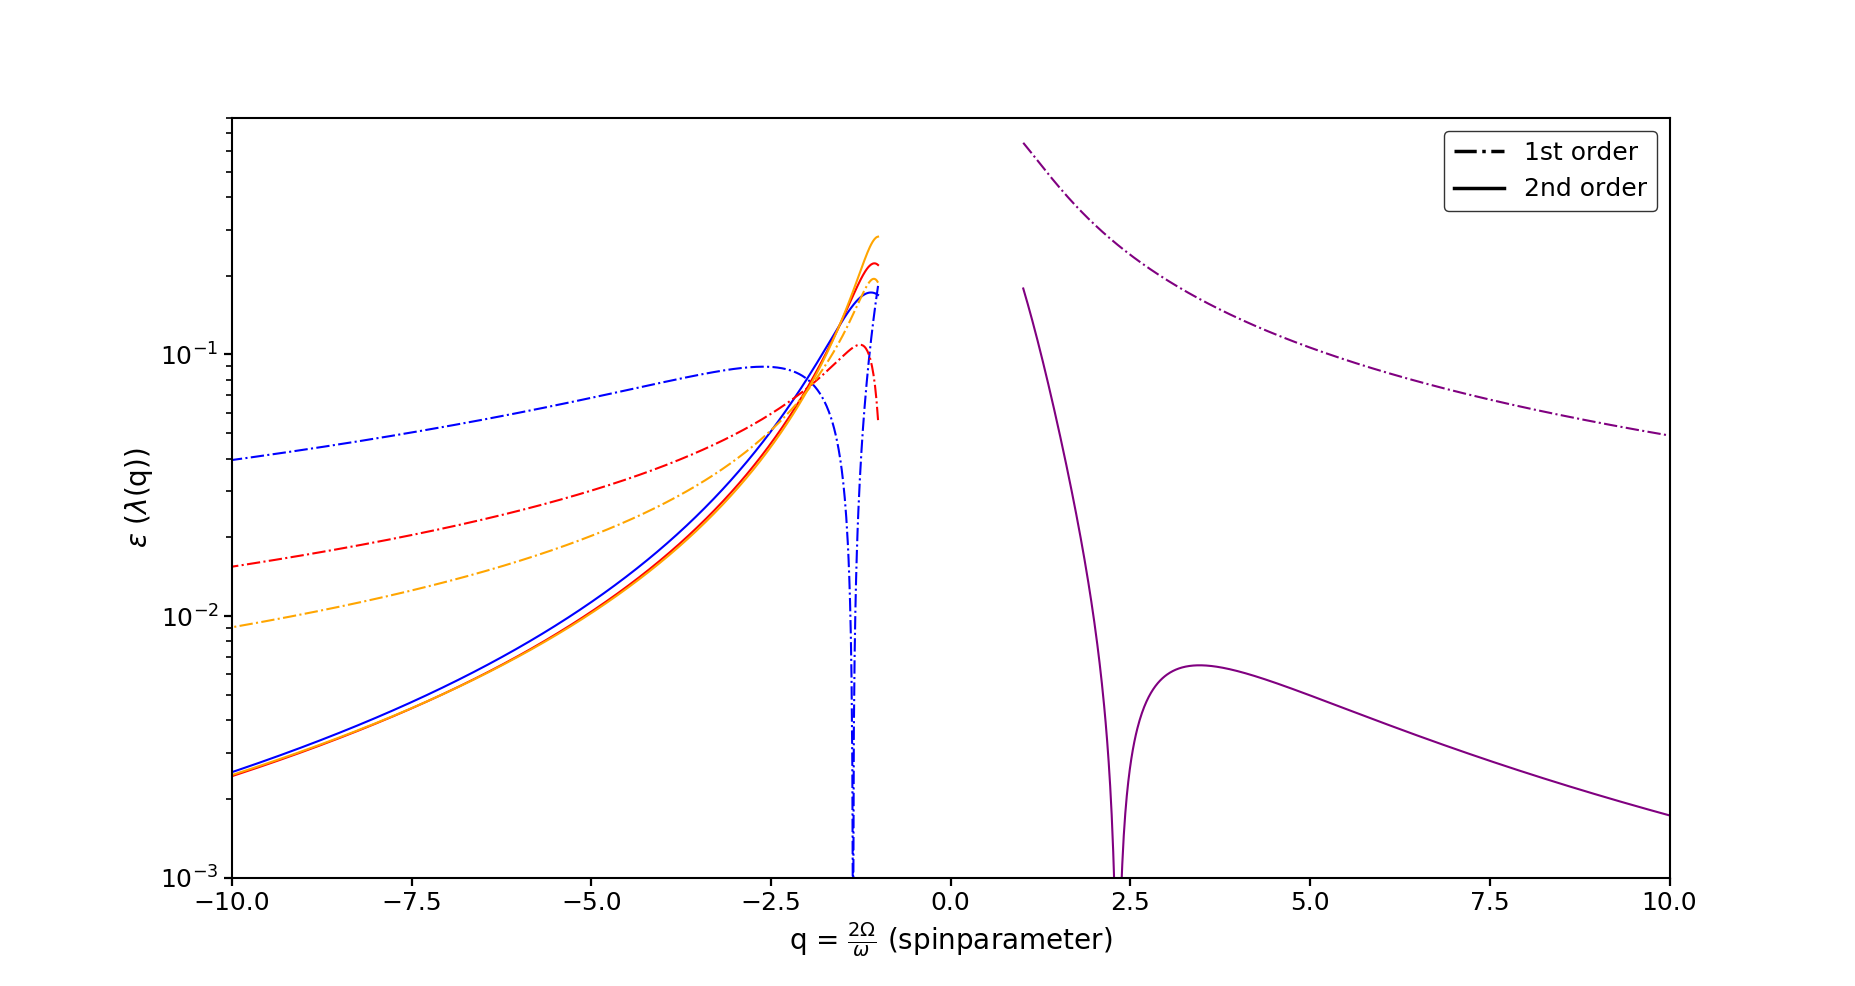 1st order
2nd order
10⁻¹
10⁻²
10⁻³
ε (λ(q))
−10.0 −7.5 −5.0 −2.5 0.0 2.5 5.0 7.5 10.0
q = 2Ω/ω (spinparameter)